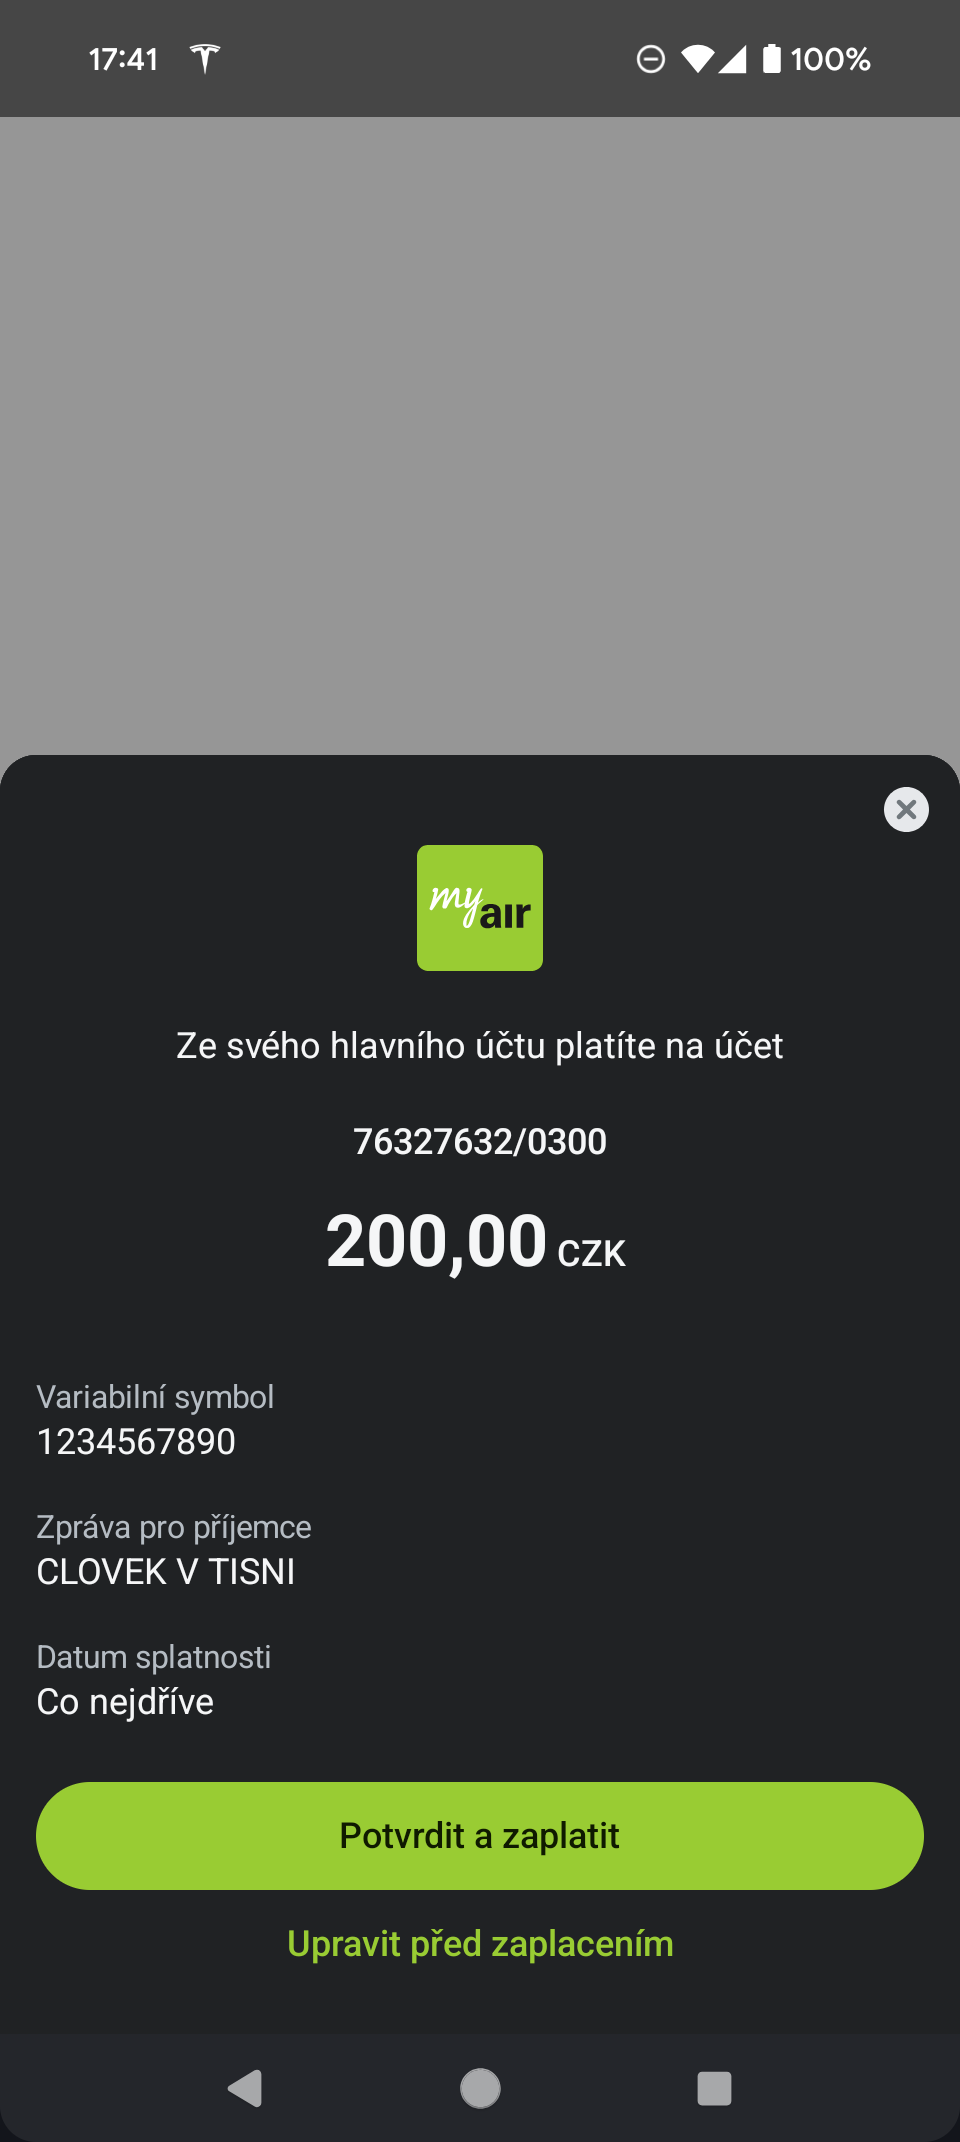 17:41
100%
my air
Ze svého hlavního účtu platíte na účet
76327632/0300
200,00 CZK
Variabilní symbol
1234567890
Zpráva pro příjemce
CLOVEK V TISNI
Datum splatnosti
Co nejdříve
Potvrdit a zaplatit
Upravit před zaplacením